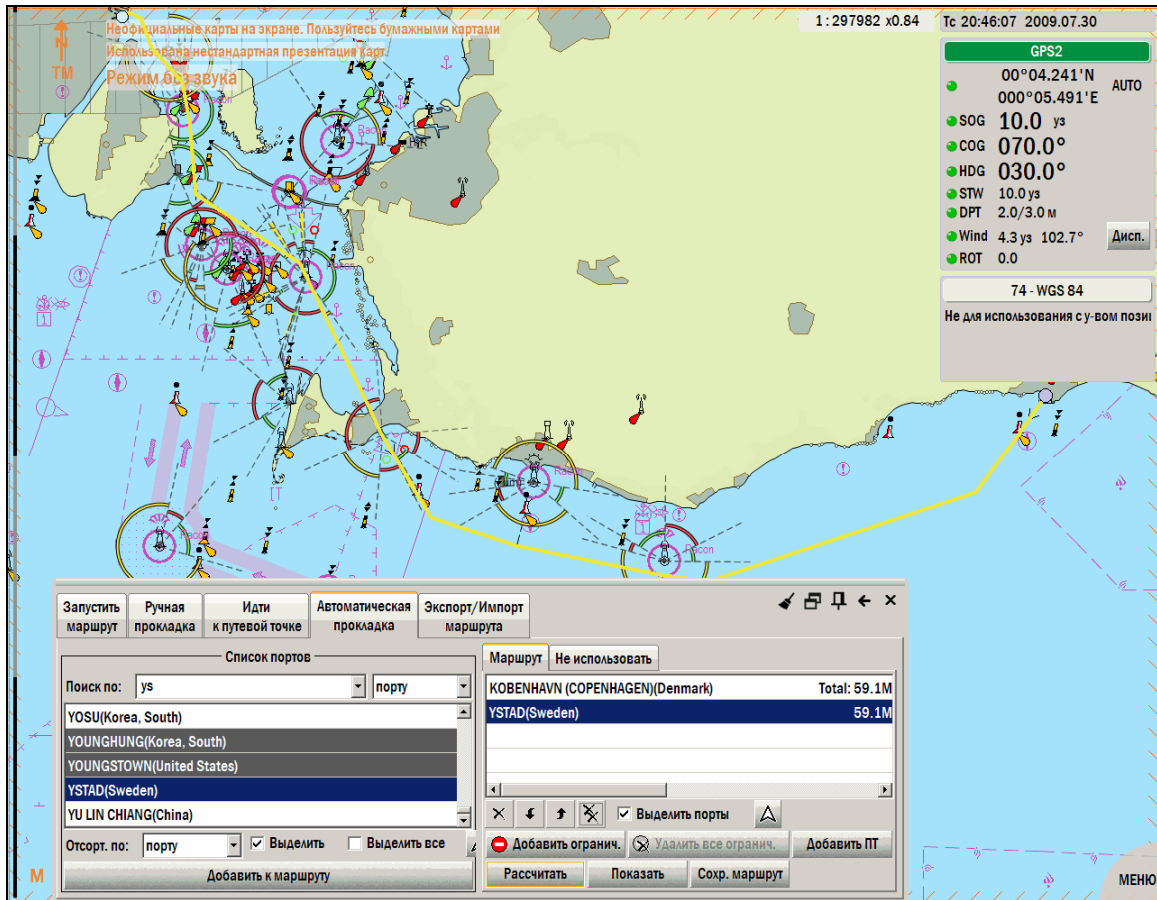 Неофициальные карты на экране. Пользуйтесь бумажными картами
Использована нестандартная презентация карт.
Режим без звука
N
TM
1:297982 x0.84
Tc 20:46:07 2009.07.30
GPS2
00°04.241'N
000°05.491'E
AUTO
SOG 10.0 уз
COG 070.0°
HDG 030.0°
STW 10.0 уз
DPT 2.0/3.0 м
Wind 4.3 уз 102.7°
Дисп.
ROT 0.0
74 - WGS 84
Не для использования с у-вом пози
Racon
Racon
Racon
Racon
Racon
Racon
Racon
Запустить маршрут
Ручная прокладка
Идти к путевой точке
Автоматическая прокладка
Экспорт/Импорт маршрута
Список портов
Поиск по: ys порту
YOSU(Korea, South)
YOUNGHUNG(Korea, South)
YOUNGSTOWN(United States)
YSTAD(Sweden)
YU LIN CHIANG(China)
Отсорт. по: порту Выделить Выделить все
Добавить к маршруту
Маршрут Не использовать
KOBENHAVN (COPENHAGEN)(Denmark) Total: 59.1M
YSTAD(Sweden) 59.1M
Выделить порты
Добавить огранич. Удалить все огранич. Добавить ПТ
Рассчитать Показать Сохр. маршрут
M
МЕНЮ